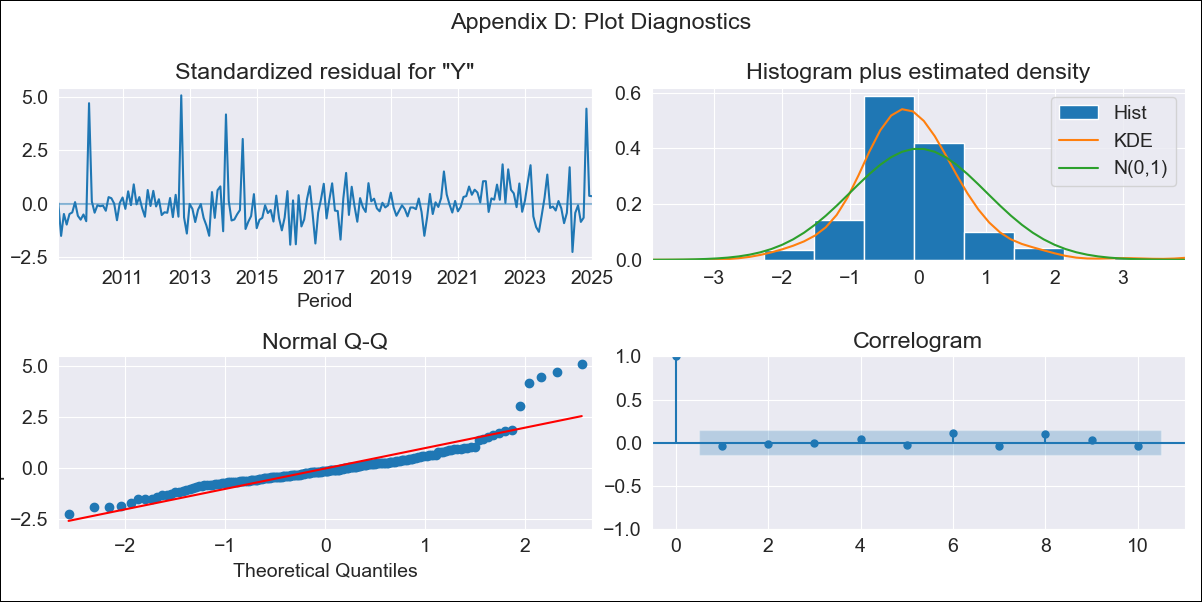 Appendix D: Plot Diagnostics
Standardized residual for "Y"
5.0
2.5
0.0
−2.5
2011 2013 2015 2017 2019 2021 2023 2025
Period
Histogram plus estimated density
0.6
0.4
0.2
0.0
−3 −2 −1 0 1 2 3
Hist
KDE
N(0,1)
Normal Q-Q
5.0
2.5
0.0
−2.5
−2 −1 0 1 2
Theoretical Quantiles
Correlogram
1.0
0.5
0.0
−0.5
−1.0
0 2 4 6 8 10